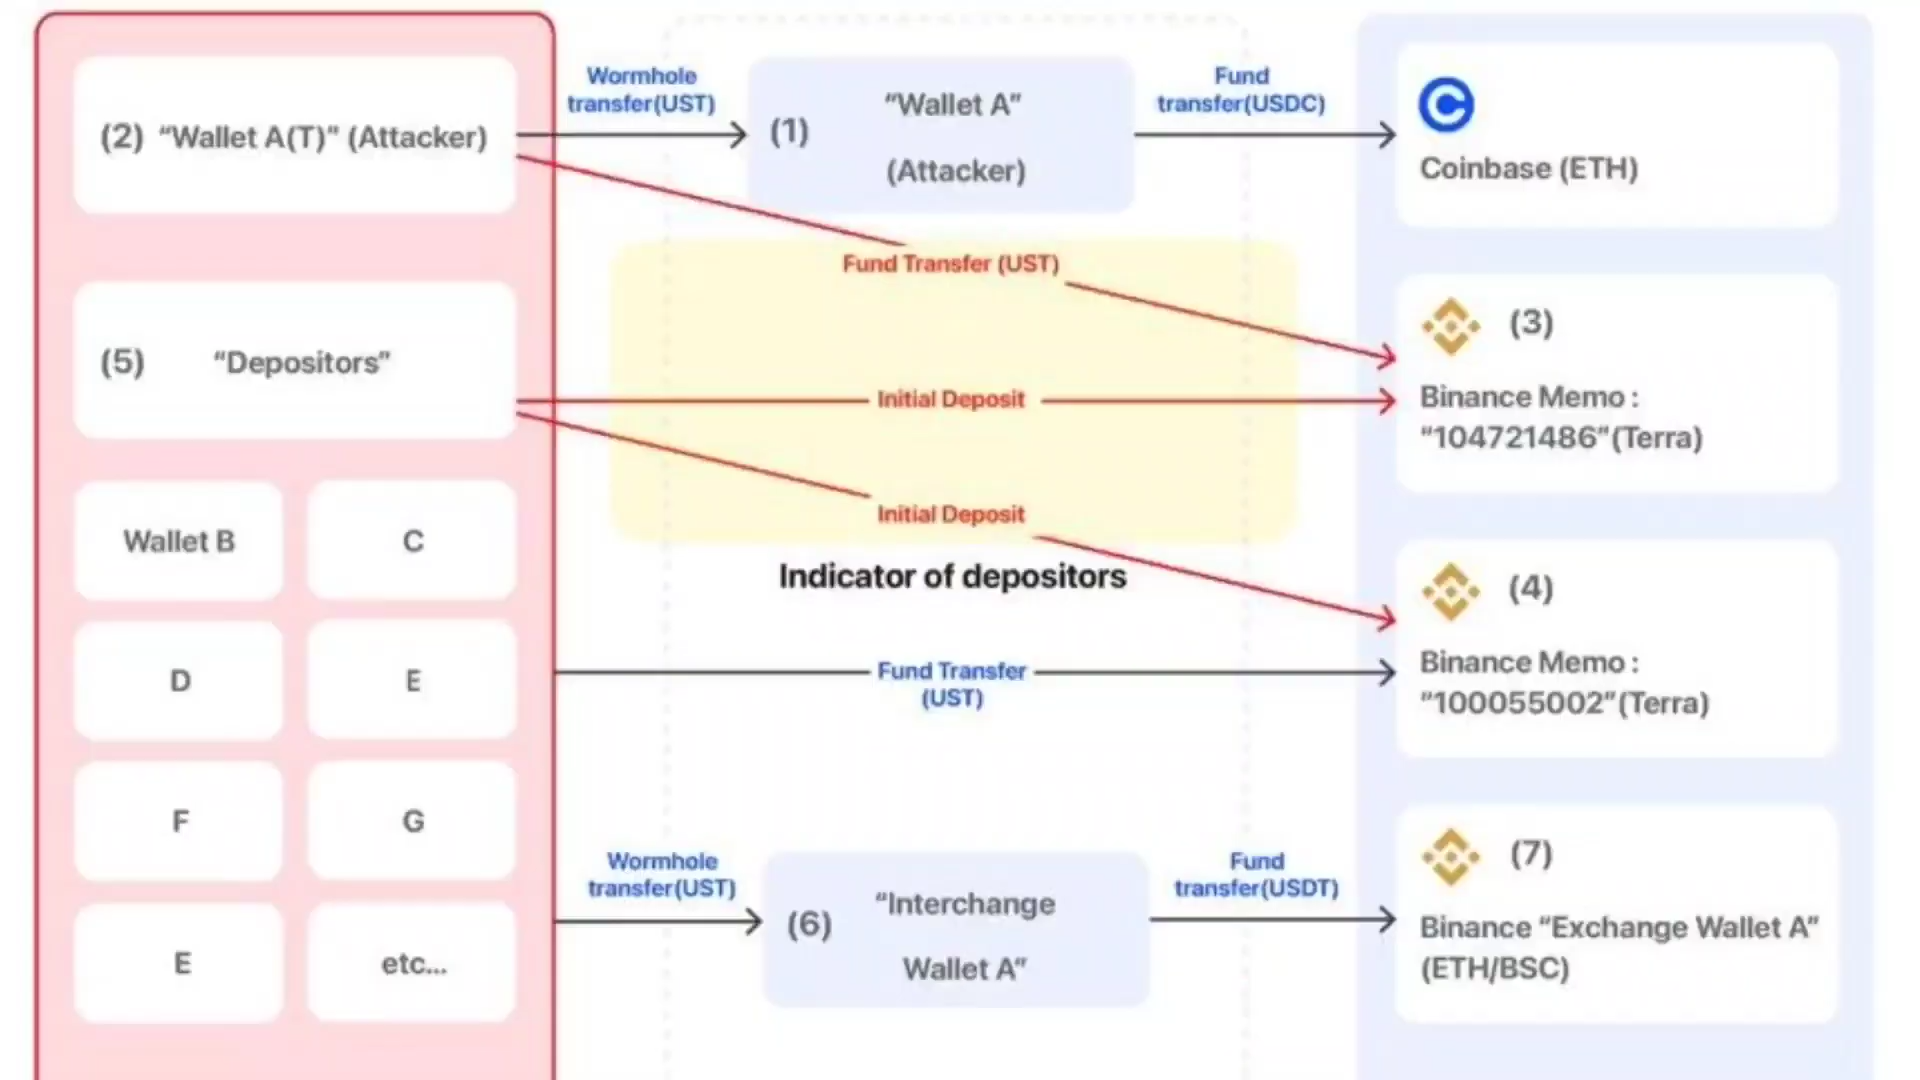 Wormhole
transfer(UST)
Fund
transfer(USDC)
(2) “Wallet A(T)” (Attacker)
(1)
“Wallet A”
(Attacker)
Coinbase (ETH)
Fund Transfer (UST)
(3)
Binance Memo :
“104721486”(Terra)
(5) “Depositors”
Initial Deposit
Initial Deposit
Indicator of depositors
Wallet B
C
(4)
Binance Memo :
“100055002”(Terra)
D
E
Fund Transfer
(UST)
F
G
Wormhole
transfer(UST)
Fund
transfer(USDT)
(6)
“Interchange
Wallet A”
(7)
Binance “Exchange Wallet A”
(ETH/BSC)
E
etc...